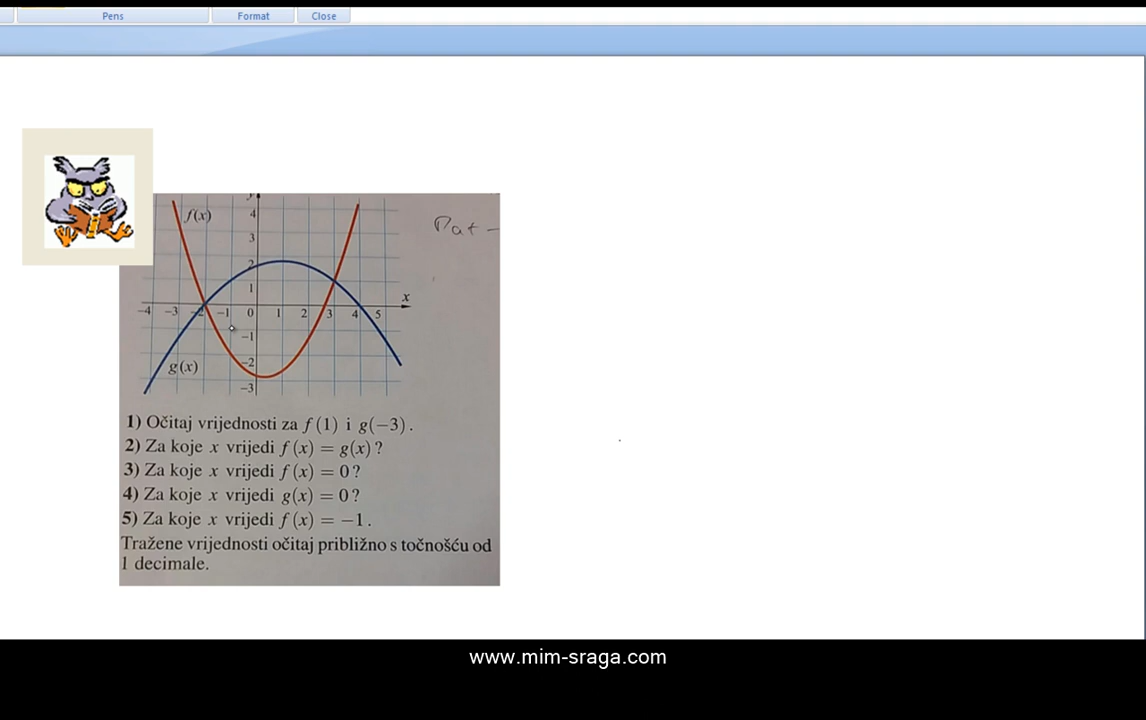 Pens Format Close
y
f(x) 4
3
2
1
x
-4 -3 -2 -1 0 1 2 3 4 5
-1
g(x) -2
-3
1) Očitaj vrijednosti za f(1) i g(−3).
2) Za koje x vrijedi f(x) = g(x)?
3) Za koje x vrijedi f(x) = 0?
4) Za koje x vrijedi g(x) = 0?
5) Za koje x vrijedi f(x) = −1.
Tražene vrijednosti očitaj približno s točnošću od
1 decimale.
www.mim-sraga.com